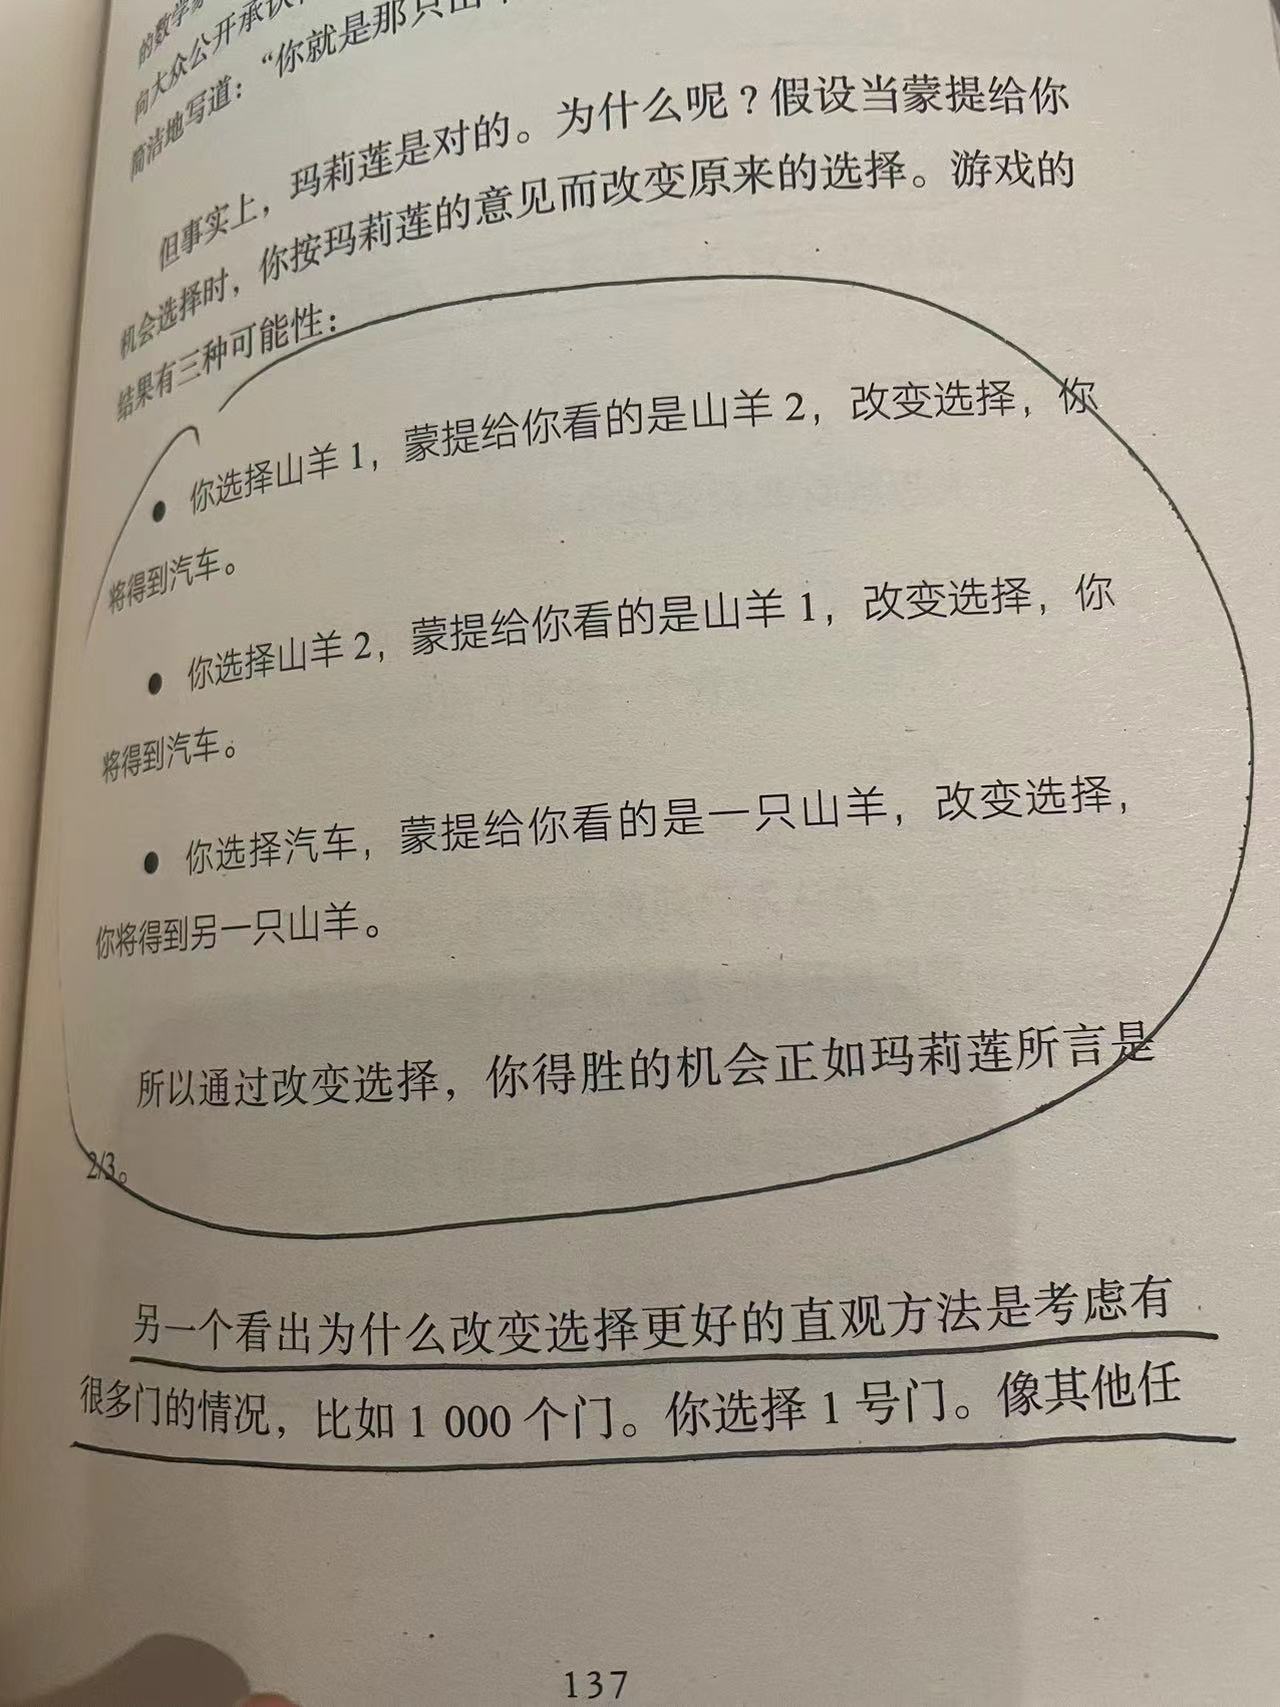 的数学
向大众公开承认
简洁地写道：“你就是那只山
但事实上，玛莉莲是对的。为什么呢？假设当蒙提给你
机会选择时，你按玛莉莲的意见而改变原来的选择。游戏的
结果有三种可能性：
● 你选择山羊 1，蒙提给你看的是山羊 2，改变选择，你
将得到汽车。
● 你选择山羊 2，蒙提给你看的是山羊 1，改变选择，你
将得到汽车。
● 你选择汽车，蒙提给你看的是一只山羊，改变选择，
你将得到另一只山羊。
所以通过改变选择，你得胜的机会正如玛莉莲所言是
2/3。
另一个看出为什么改变选择更好的直观方法是考虑有
很多门的情况，比如 1 000 个门。你选择 1 号门。像其他任
137